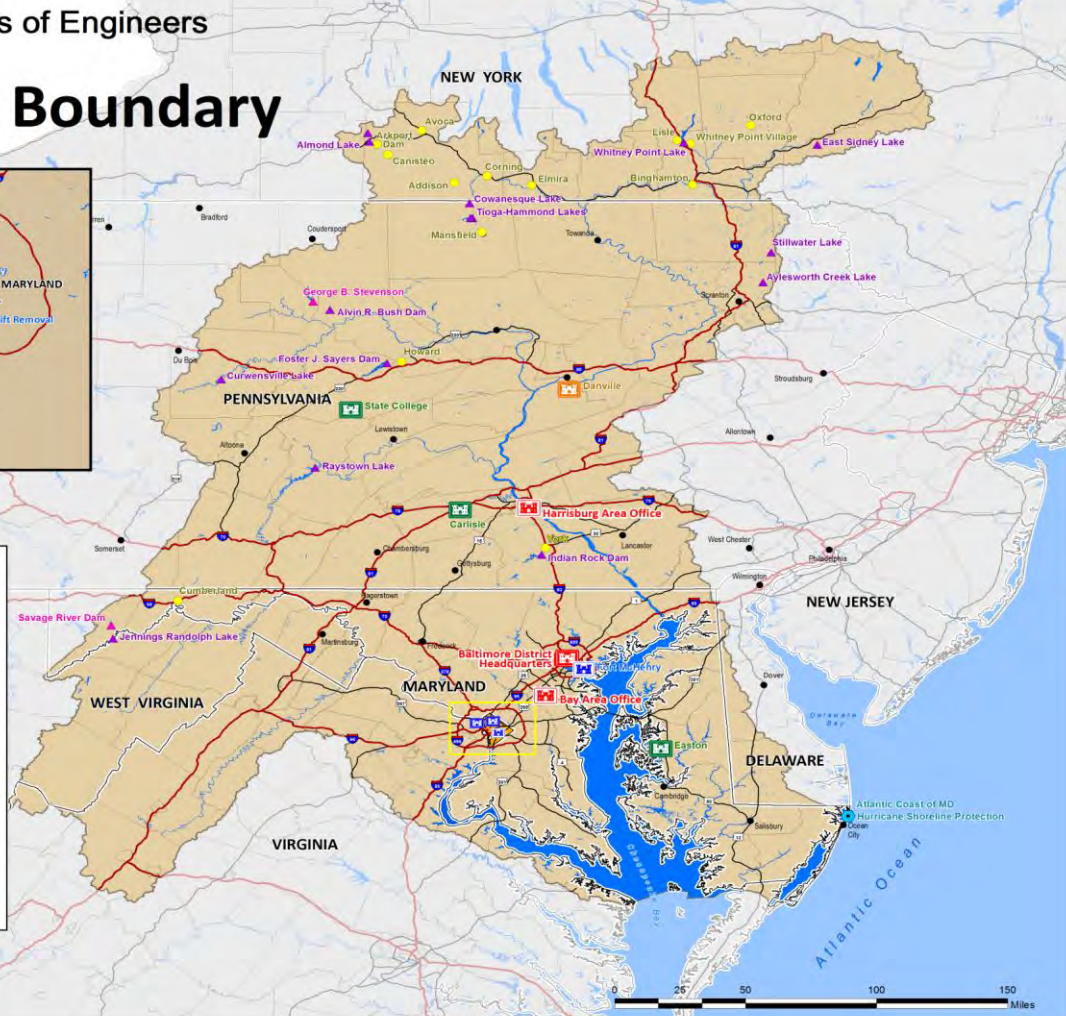 s of Engineers
Boundary
MARYLAND
ift Removal
NEW YORK
Avoca
Arkport
Dam
Almond Lake
Canisteo
Addison
Corning
Elmira
Lisle
Oxford
Whitney Point Village
Whitney Point Lake
East Sidney Lake
Binghamton
Cowanesque Lake
Tioga-Hammond Lakes
Mansfield
Bradford
Coudersport
Towanda
Stillwater Lake
Aylesworth Creek Lake
Scranton
George B. Stevenson
Alvin R. Bush Dam
Du Bois
Foster J. Sayers Dam
Howard
Curwensville Lake
PENNSYLVANIA
State College
Danville
Stroudsburg
Lewistown
Altoona
Allentown
Raystown Lake
Carlisle
Harrisburg Area Office
Somerset
Chambersburg
York
Lancaster
West Chester
Philadelphia
Gettysburg
Indian Rock Dam
Wilmington
Cumberland
Hagerstown
NEW JERSEY
Savage River Dam
Jennings Randolph Lake
Martinsburg
Frederick
Baltimore District
Headquarters
Fort McHenry
Dover
WEST VIRGINIA
MARYLAND
Bay Area Office
Delaware
Bay
Easton
DELAWARE
Cambridge
Salisbury
Atlantic Coast of MD
Hurricane Shoreline Protection
Ocean
City
VIRGINIA
Chesapeake Bay
Atlantic Ocean
0 25 50 100 150
Miles